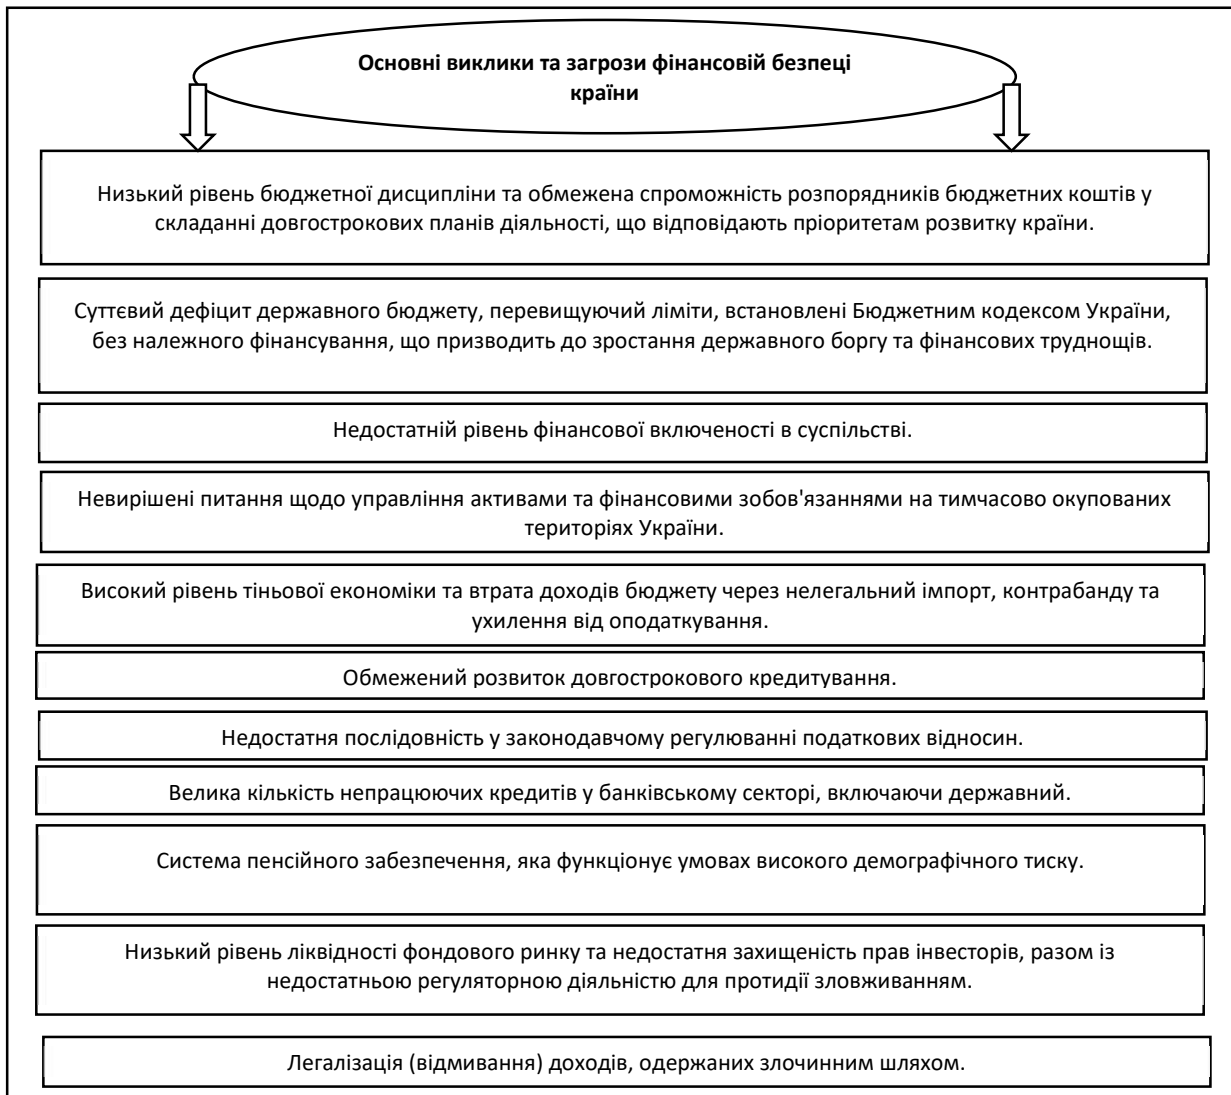 Основні виклики та загрози фінансовій безпеці
країни
Низький рівень бюджетної дисципліни та обмежена спроможність розпорядників бюджетних коштів у
складанні довгострокових планів діяльності, що відповідають пріоритетам розвитку країни.
Суттєвий дефіцит державного бюджету, перевищуючий ліміти, встановлені Бюджетним кодексом України,
без належного фінансування, що призводить до зростання державного боргу та фінансових труднощів.
Недостатній рівень фінансової включеності в суспільстві.
Невирішені питання щодо управління активами та фінансовими зобов'язаннями на тимчасово окупованих
територіях України.
Високий рівень тіньової економіки та втрата доходів бюджету через нелегальний імпорт, контрабанду та
ухилення від оподаткування.
Обмежений розвиток довгострокового кредитування.
Недостатня послідовність у законодавчому регулюванні податкових відносин.
Велика кількість непрацюючих кредитів у банківському секторі, включаючи державний.
Система пенсійного забезпечення, яка функціонує умовах високого демографічного тиску.
Низький рівень ліквідності фондового ринку та недостатня захищеність прав інвесторів, разом із
недостатньою регуляторною діяльністю для протидії зловживанням.
Легалізація (відмивання) доходів, одержаних злочинним шляхом.